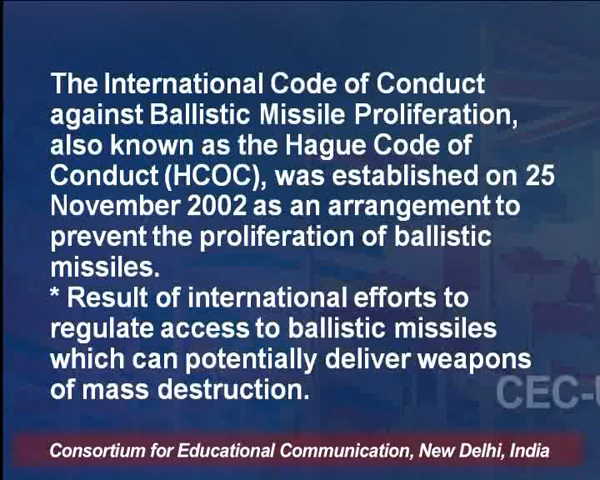 The International Code of Conduct
against Ballistic Missile Proliferation,
also known as the Hague Code of
Conduct (HCOC), was established on 25
November 2002 as an arrangement to
prevent the proliferation of ballistic
missiles.
* Result of international efforts to
regulate access to ballistic missiles
which can potentially deliver weapons
of mass destruction.
CEC-U
Consortium for Educational Communication, New Delhi, India